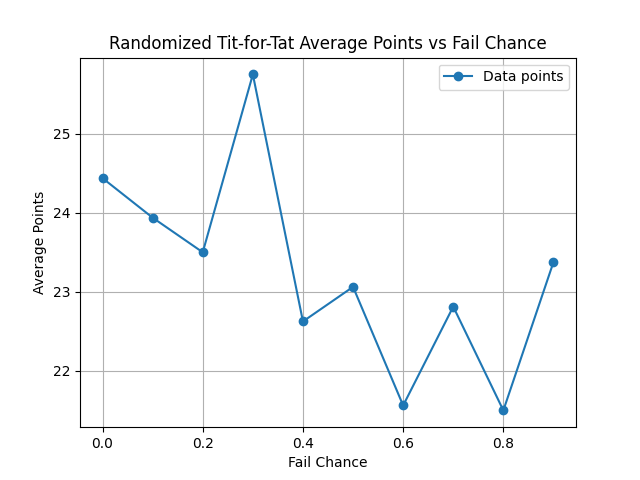 Randomized Tit-for-Tat Average Points vs Fail Chance
Data points
25
24
23
22
Average Points
0.0 0.2 0.4 0.6 0.8
Fail Chance